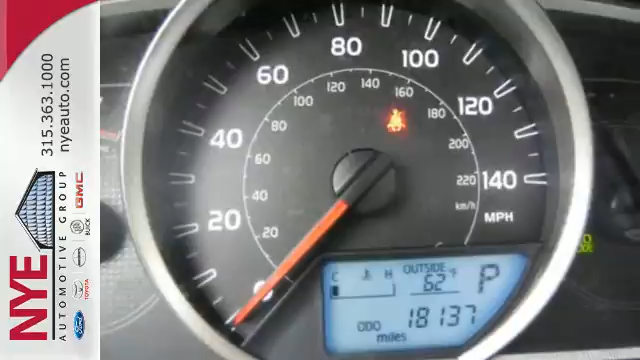 315.363.1000
nyeauto.com
NYE
AUTOMOTIVE GROUP
GMC
BUICK
TOYOTA
Ford
20 40 60 80 100 120 140
MPH
20 40 60 80 100 120 140 160 180 200 220
km/h
C H
OUTSIDE
62°F
P
ODO 18137
miles